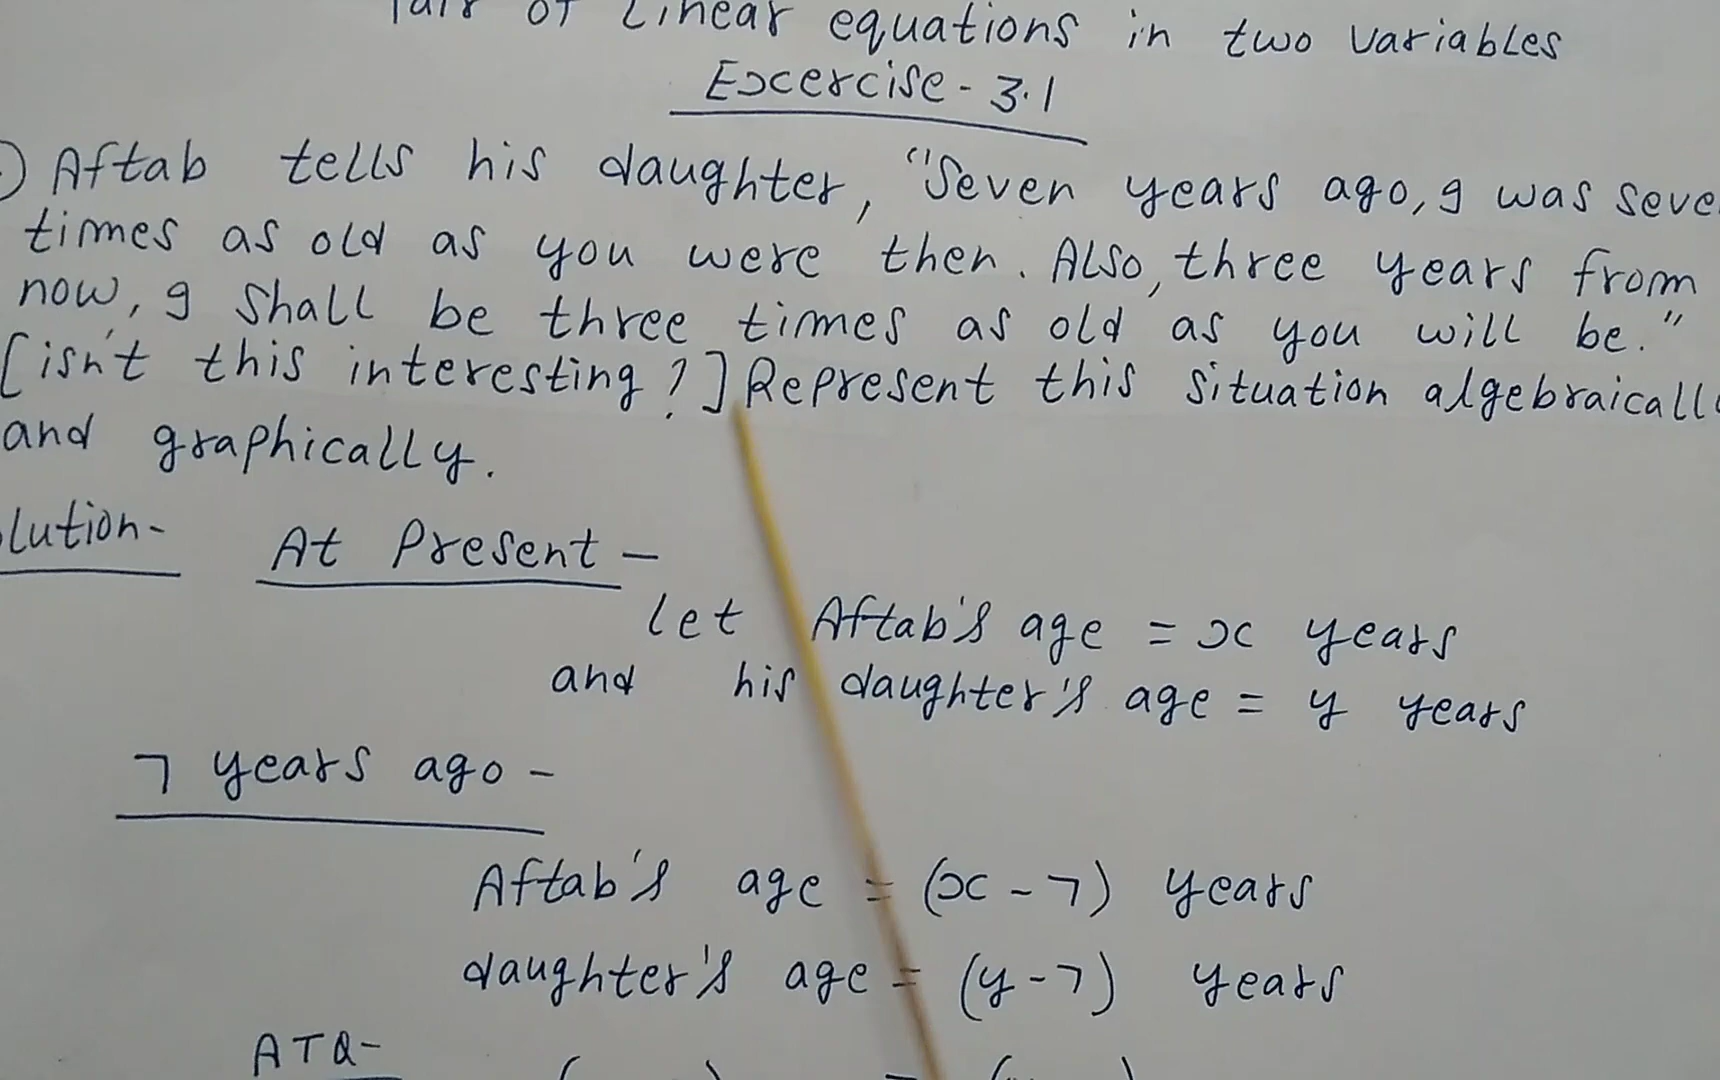 of Linear equations in two variables
Excercise - 3.1
Aftab tells his daughter, "Seven years ago, I was seve
times as old as you were then. Also, three years from
now, I shall be three times as old as you will be."
[isn't this interesting?] Represent this situation algebraicall
and graphically.
lution- At Present -
let Aftab's age = x years
and his daughter's age = y years
7 years ago -
Aftab's age = (x - 7) years
daughter's age = (y - 7) years
ATQ-